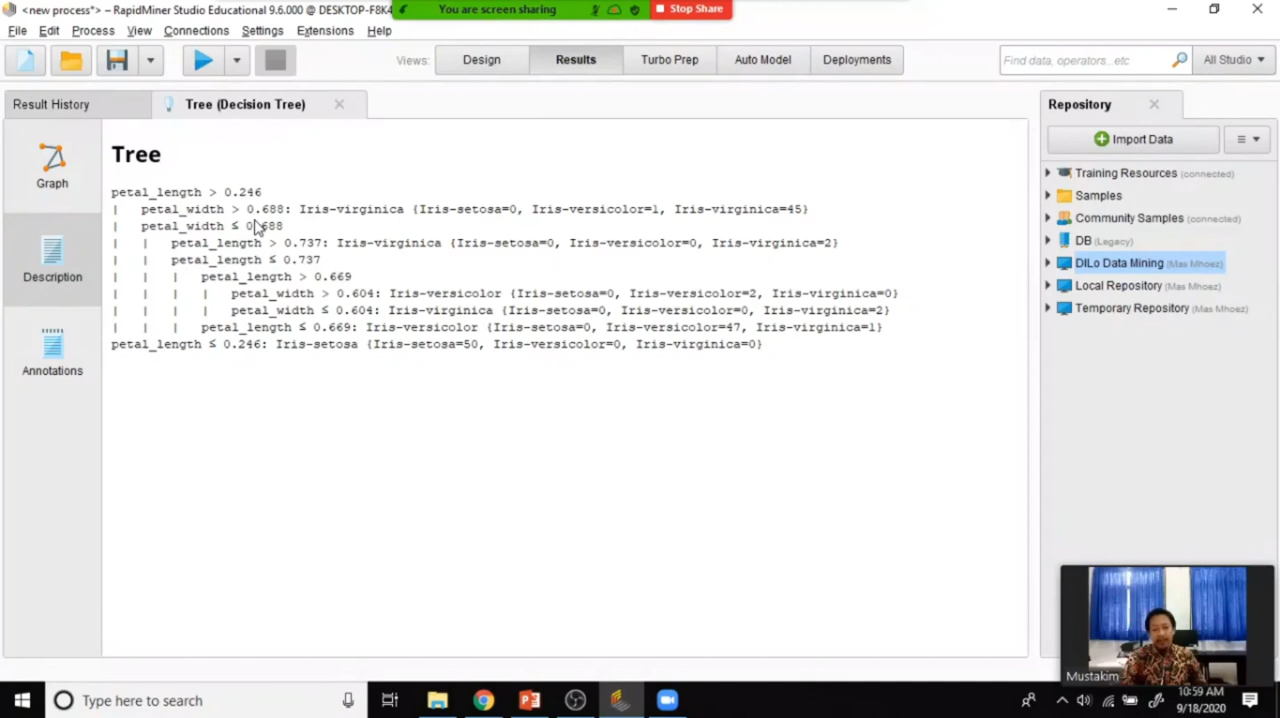 <new process*> – RapidMiner Studio Educational 9.6.000 @ DESKTOP-F8K4
You are screen sharing
Stop Share
File Edit Process View Connections Settings Extensions Help
Views: Design Results Turbo Prep Auto Model Deployments
Find data, operators...etc
All Studio
Result History
Tree (Decision Tree)
Repository
Graph
Description
Annotations
Tree
petal_length > 0.246
| petal_width > 0.688: Iris-virginica {Iris-setosa=0, Iris-versicolor=1, Iris-virginica=45}
| petal_width ≤ 0.688
| | petal_length > 0.737: Iris-virginica {Iris-setosa=0, Iris-versicolor=0, Iris-virginica=2}
| | petal_length ≤ 0.737
| | | petal_length > 0.669
| | | | petal_width > 0.604: Iris-versicolor {Iris-setosa=0, Iris-versicolor=2, Iris-virginica=0}
| | | | petal_width ≤ 0.604: Iris-virginica {Iris-setosa=0, Iris-versicolor=0, Iris-virginica=2}
| | | petal_length ≤ 0.669: Iris-versicolor {Iris-setosa=0, Iris-versicolor=47, Iris-virginica=1}
petal_length ≤ 0.246: Iris-setosa {Iris-setosa=50, Iris-versicolor=0, Iris-virginica=0}
Import Data
Training Resources (connected)
Samples
Community Samples (connected)
DB (Legacy)
DILo Data Mining (Mas Mhoez)
Local Repository (Mas Mhoez)
Temporary Repository (Mas Mhoez)
Mustakim
Type here to search
10:59 AM
9/18/2020